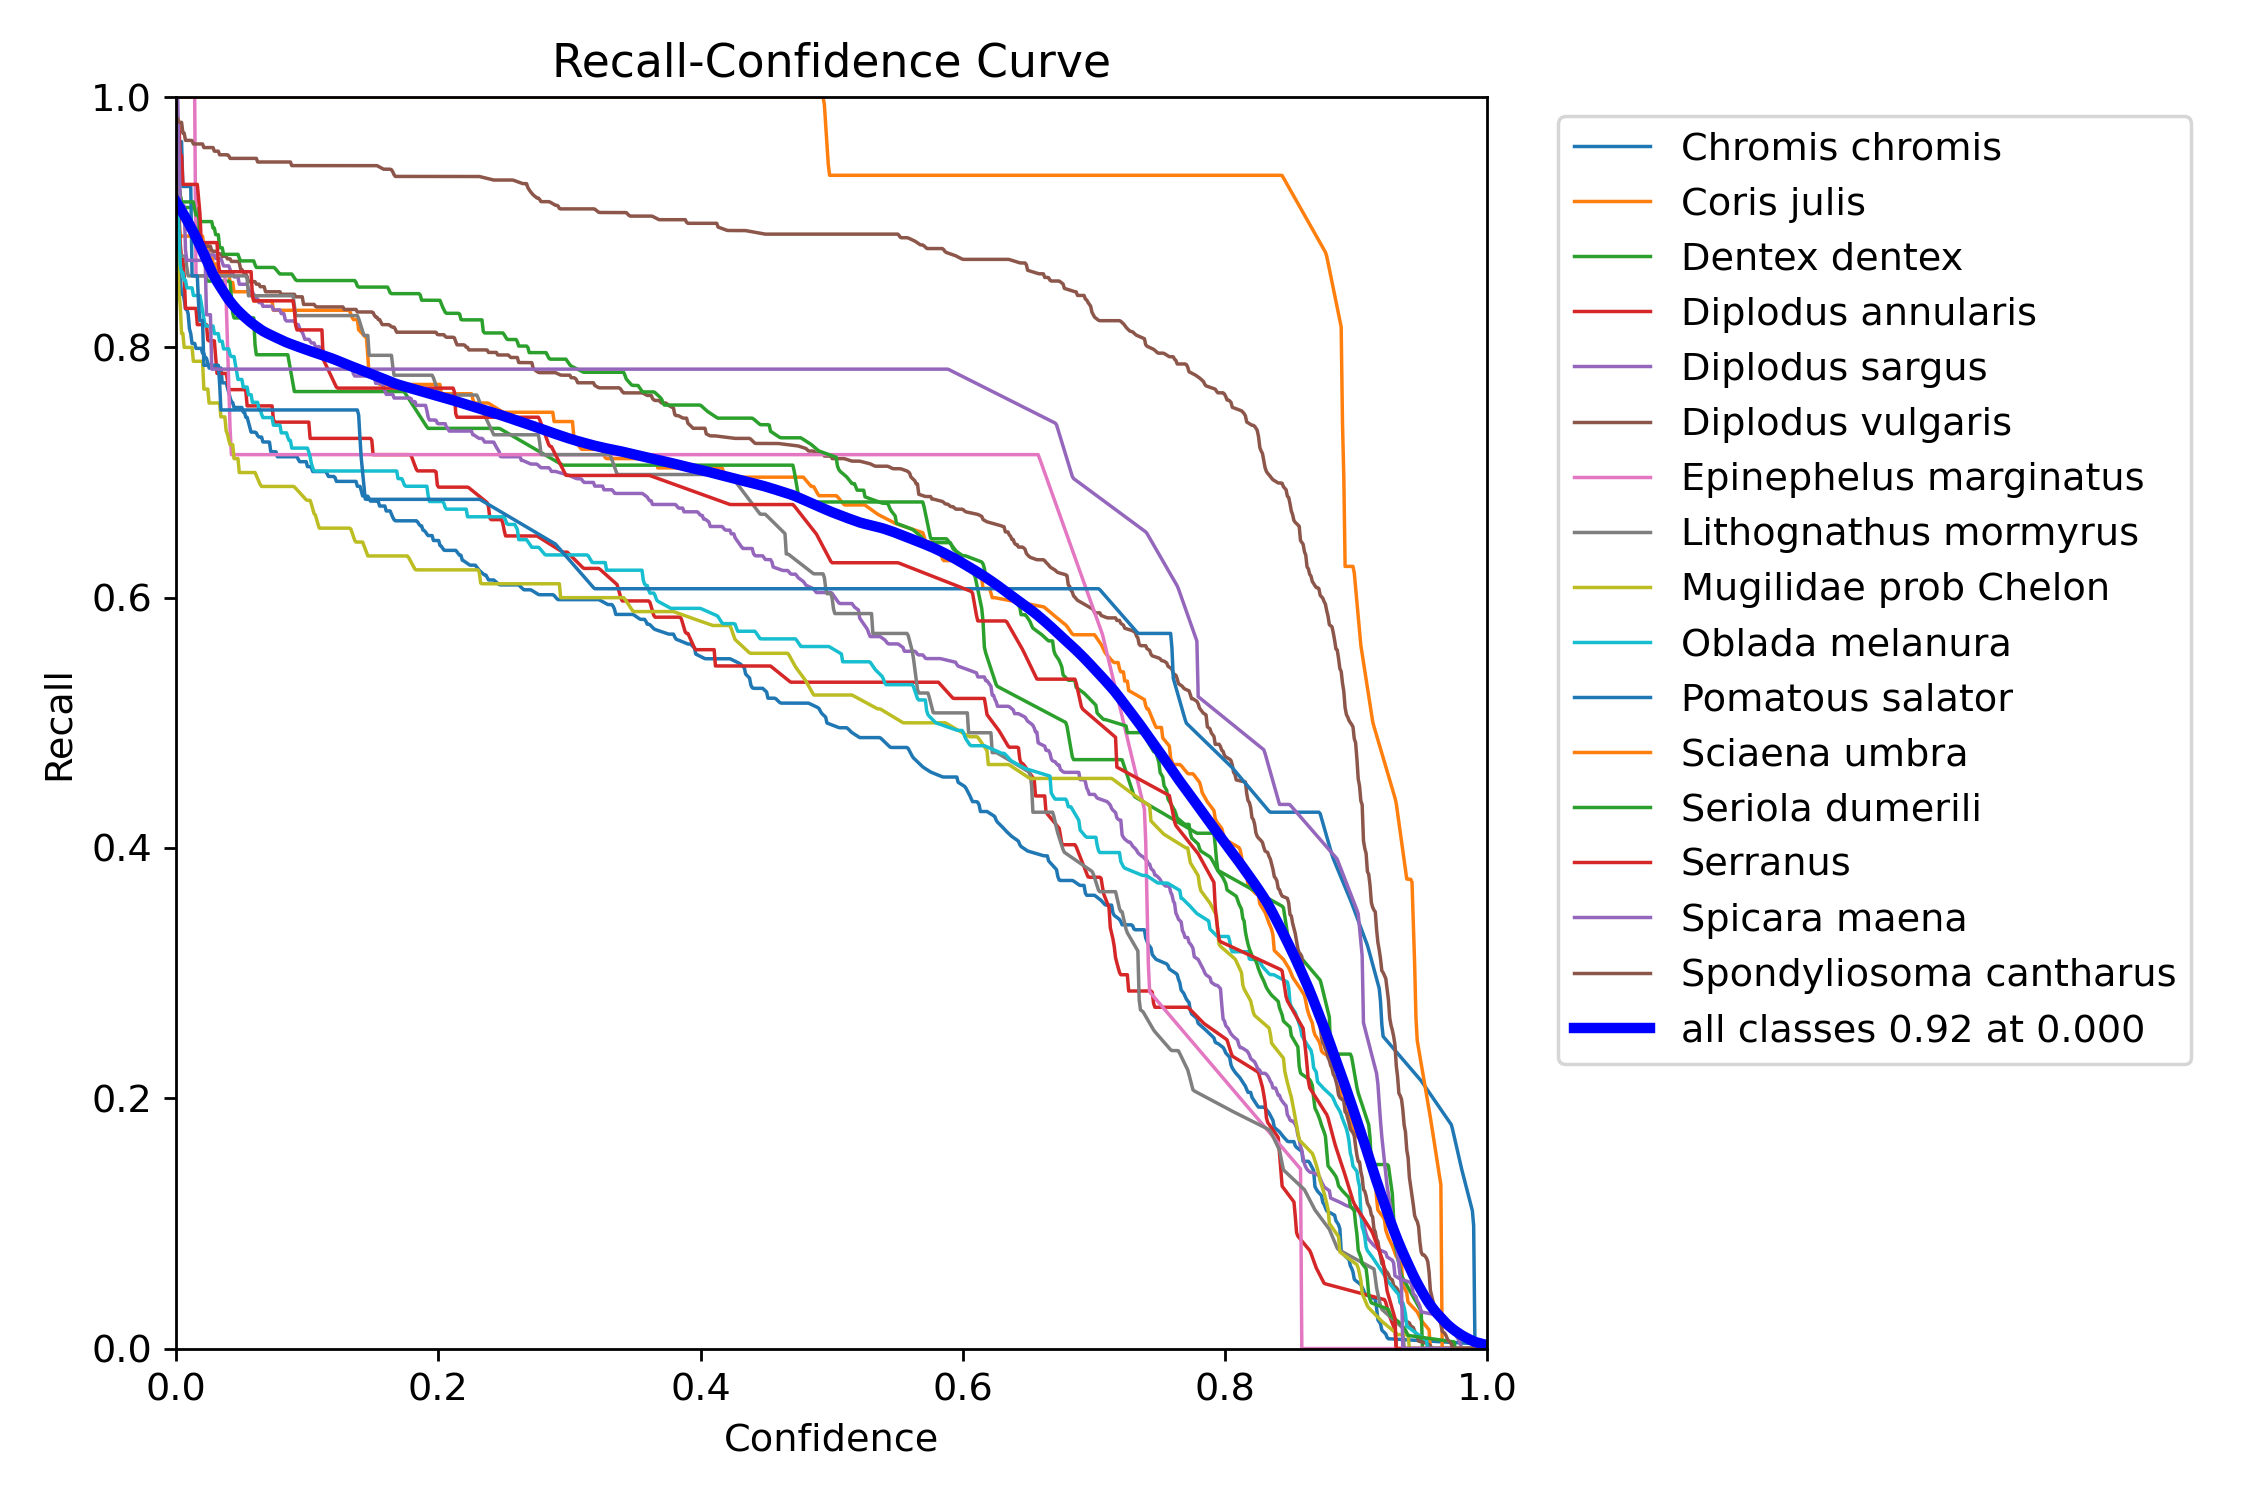 Recall-Confidence Curve
1.0
0.8
0.6
0.4
0.2
0.0
Recall
0.0 0.2 0.4 0.6 0.8 1.0
Confidence
Chromis chromis
Coris julis
Dentex dentex
Diplodus annularis
Diplodus sargus
Diplodus vulgaris
Epinephelus marginatus
Lithognathus mormyrus
Mugilidae prob Chelon
Oblada melanura
Pomatous salator
Sciaena umbra
Seriola dumerili
Serranus
Spicara maena
Spondyliosoma cantharus
all classes 0.92 at 0.000